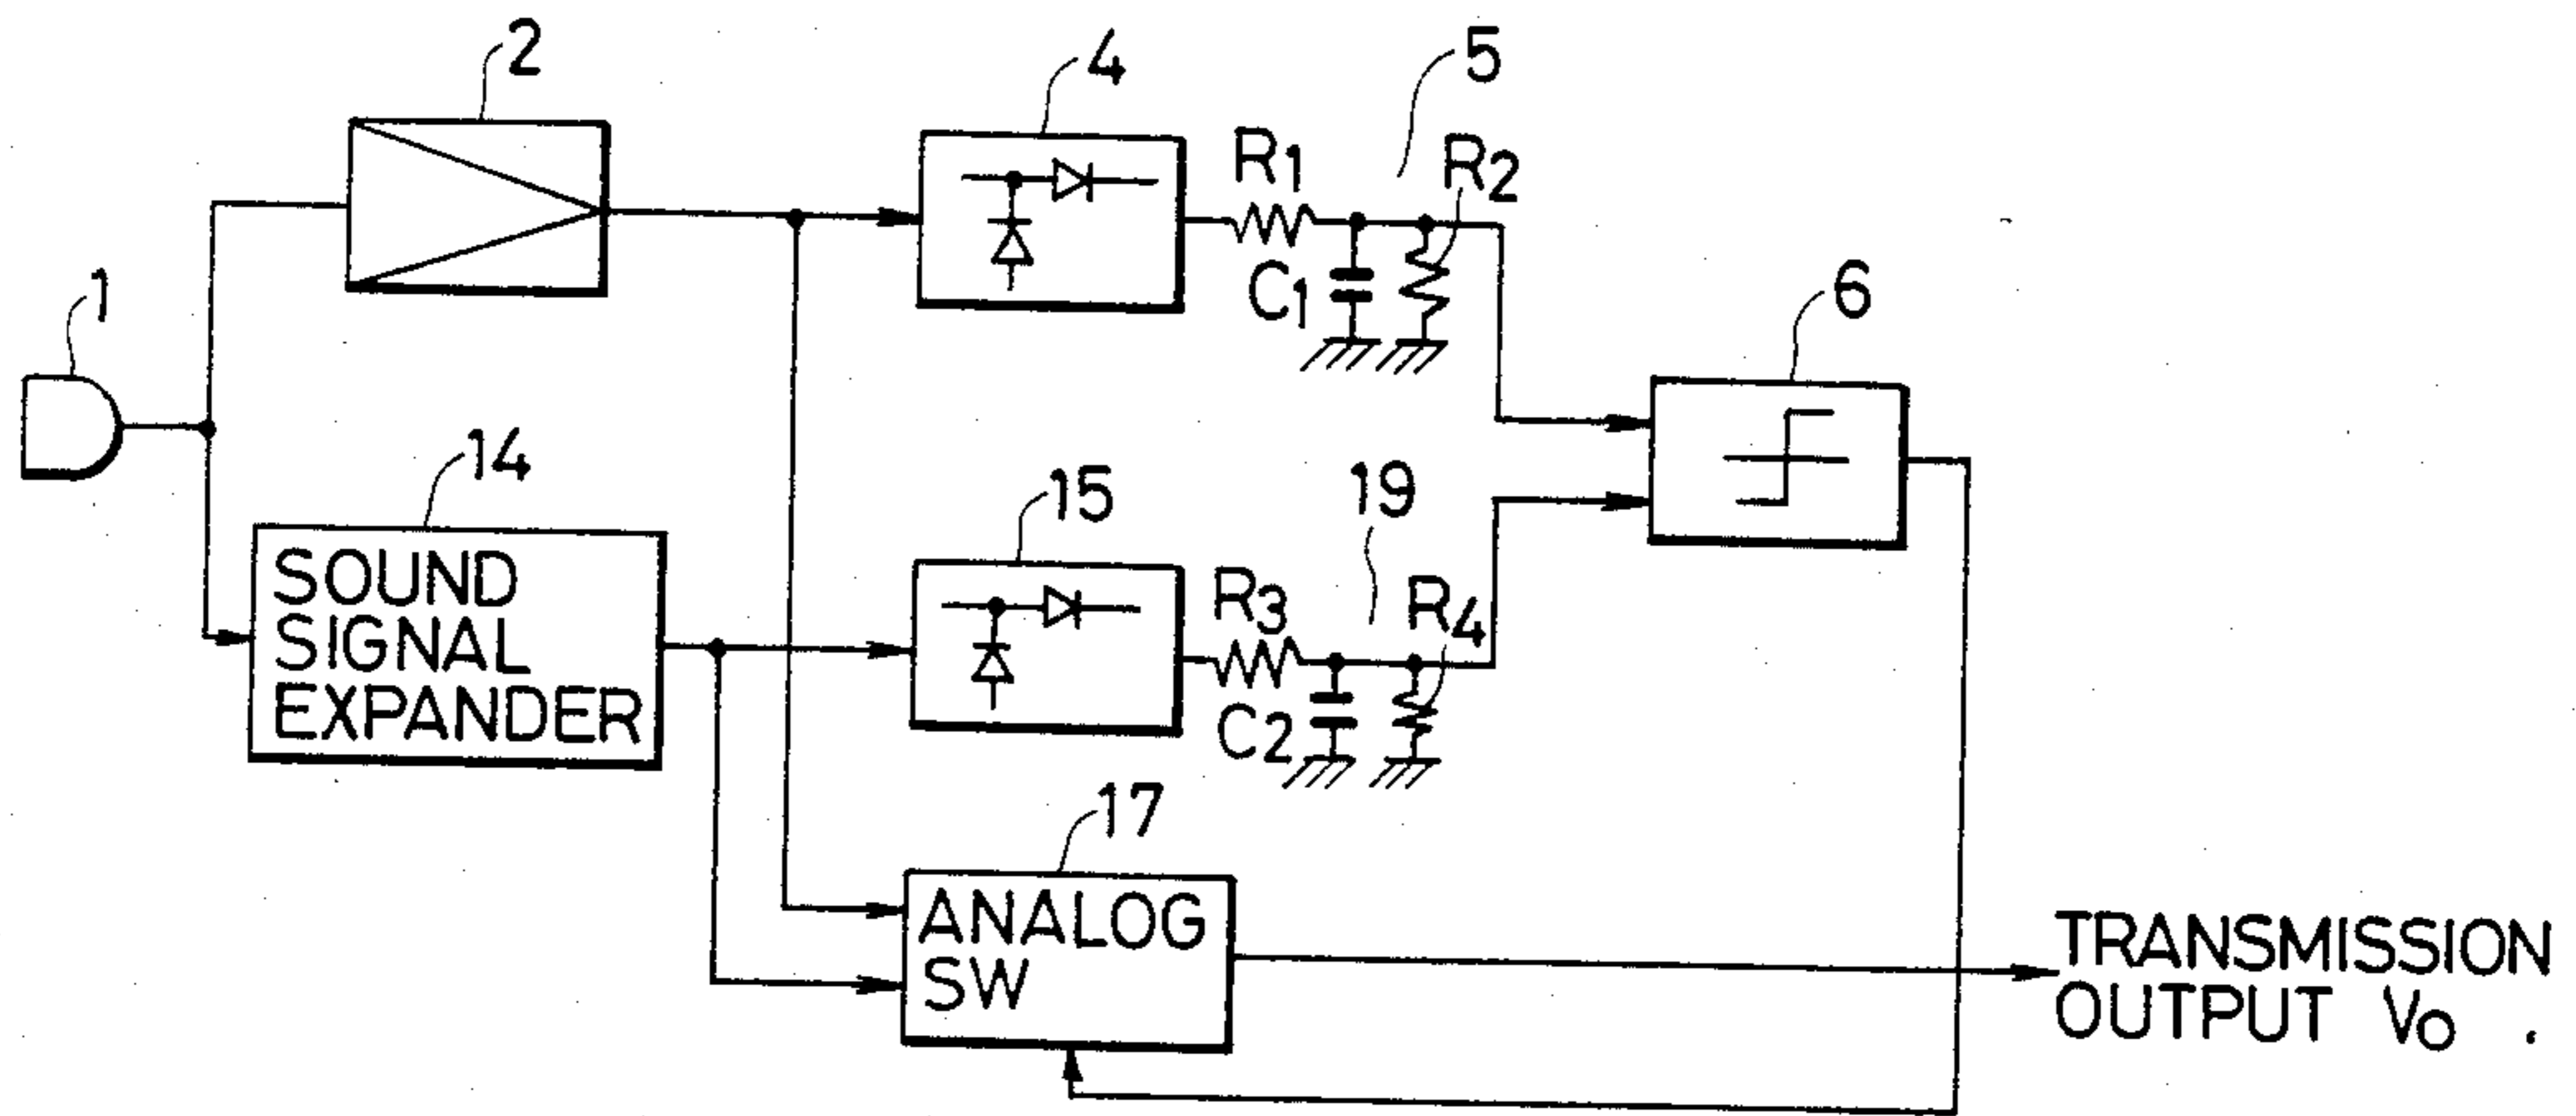 2
4
5
R1
R2
C1
1
6
14
SOUND
SIGNAL
EXPANDER
15
19
R3
R4
C2
17
ANALOG
SW
TRANSMISSION
OUTPUT Vo